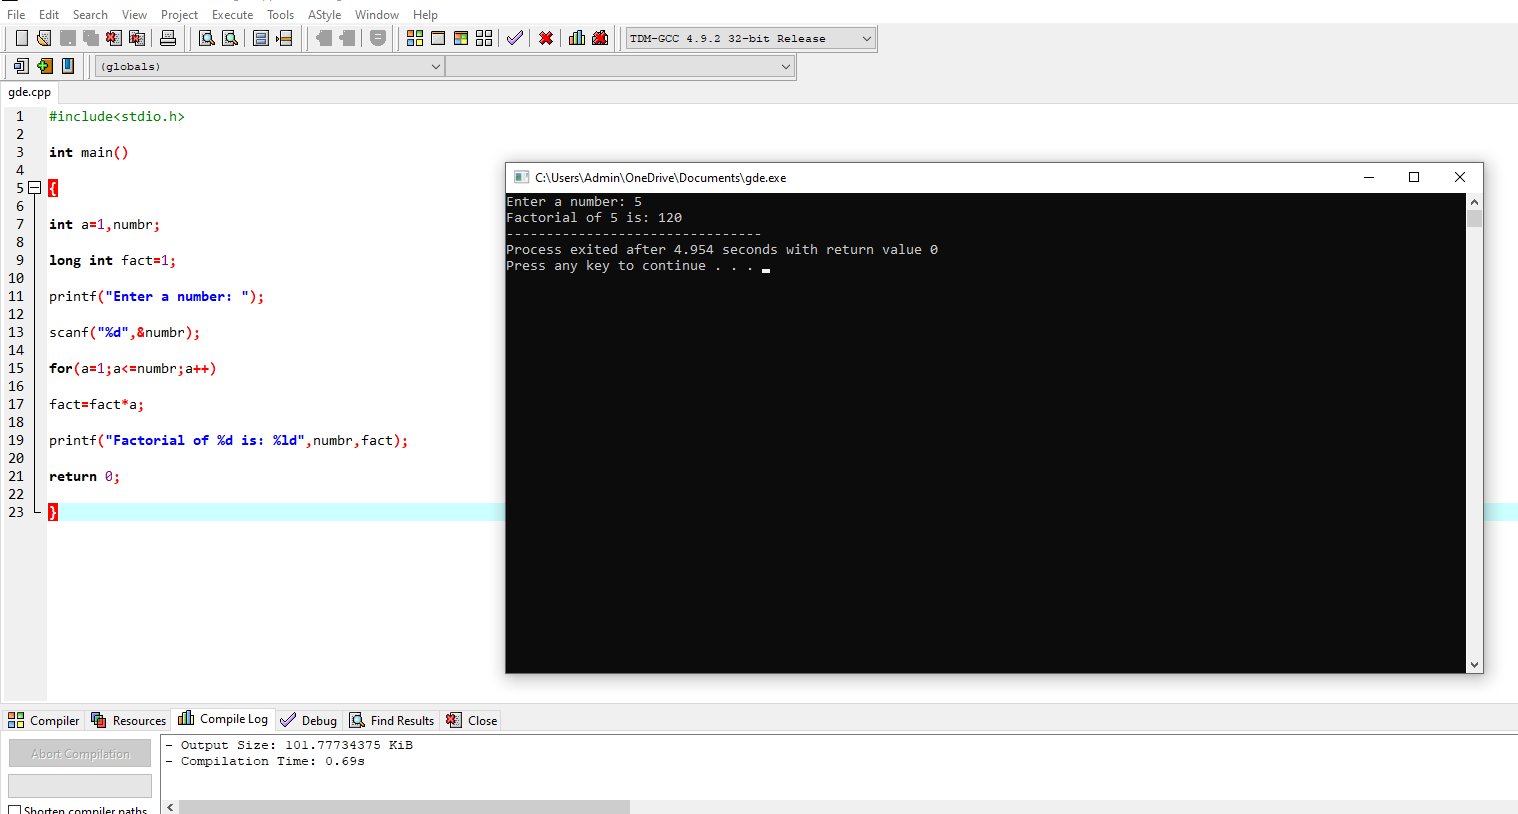 File Edit Search View Project Execute Tools AStyle Window Help
TDM-GCC 4.9.2 32-bit Release
(globals)
gde.cpp
1 #include<stdio.h>
2
3 int main()
4
5 {
6
7 int a=1,numbr;
8
9 long int fact=1;
10
11 printf("Enter a number: ");
12
13 scanf("%d",&numbr);
14
15 for(a=1;a<=numbr;a++)
16
17 fact=fact*a;
18
19 printf("Factorial of %d is: %ld",numbr,fact);
20
21 return 0;
22
23 }
C:\Users\Admin\OneDrive\Documents\gde.exe
Enter a number: 5
Factorial of 5 is: 120
--------------------------------
Process exited after 4.954 seconds with return value 0
Press any key to continue . . .
Compiler Resources Compile Log Debug Find Results Close
Abort Compilation
Shorten compiler paths
- Output Size: 101.77734375 KiB
- Compilation Time: 0.69s